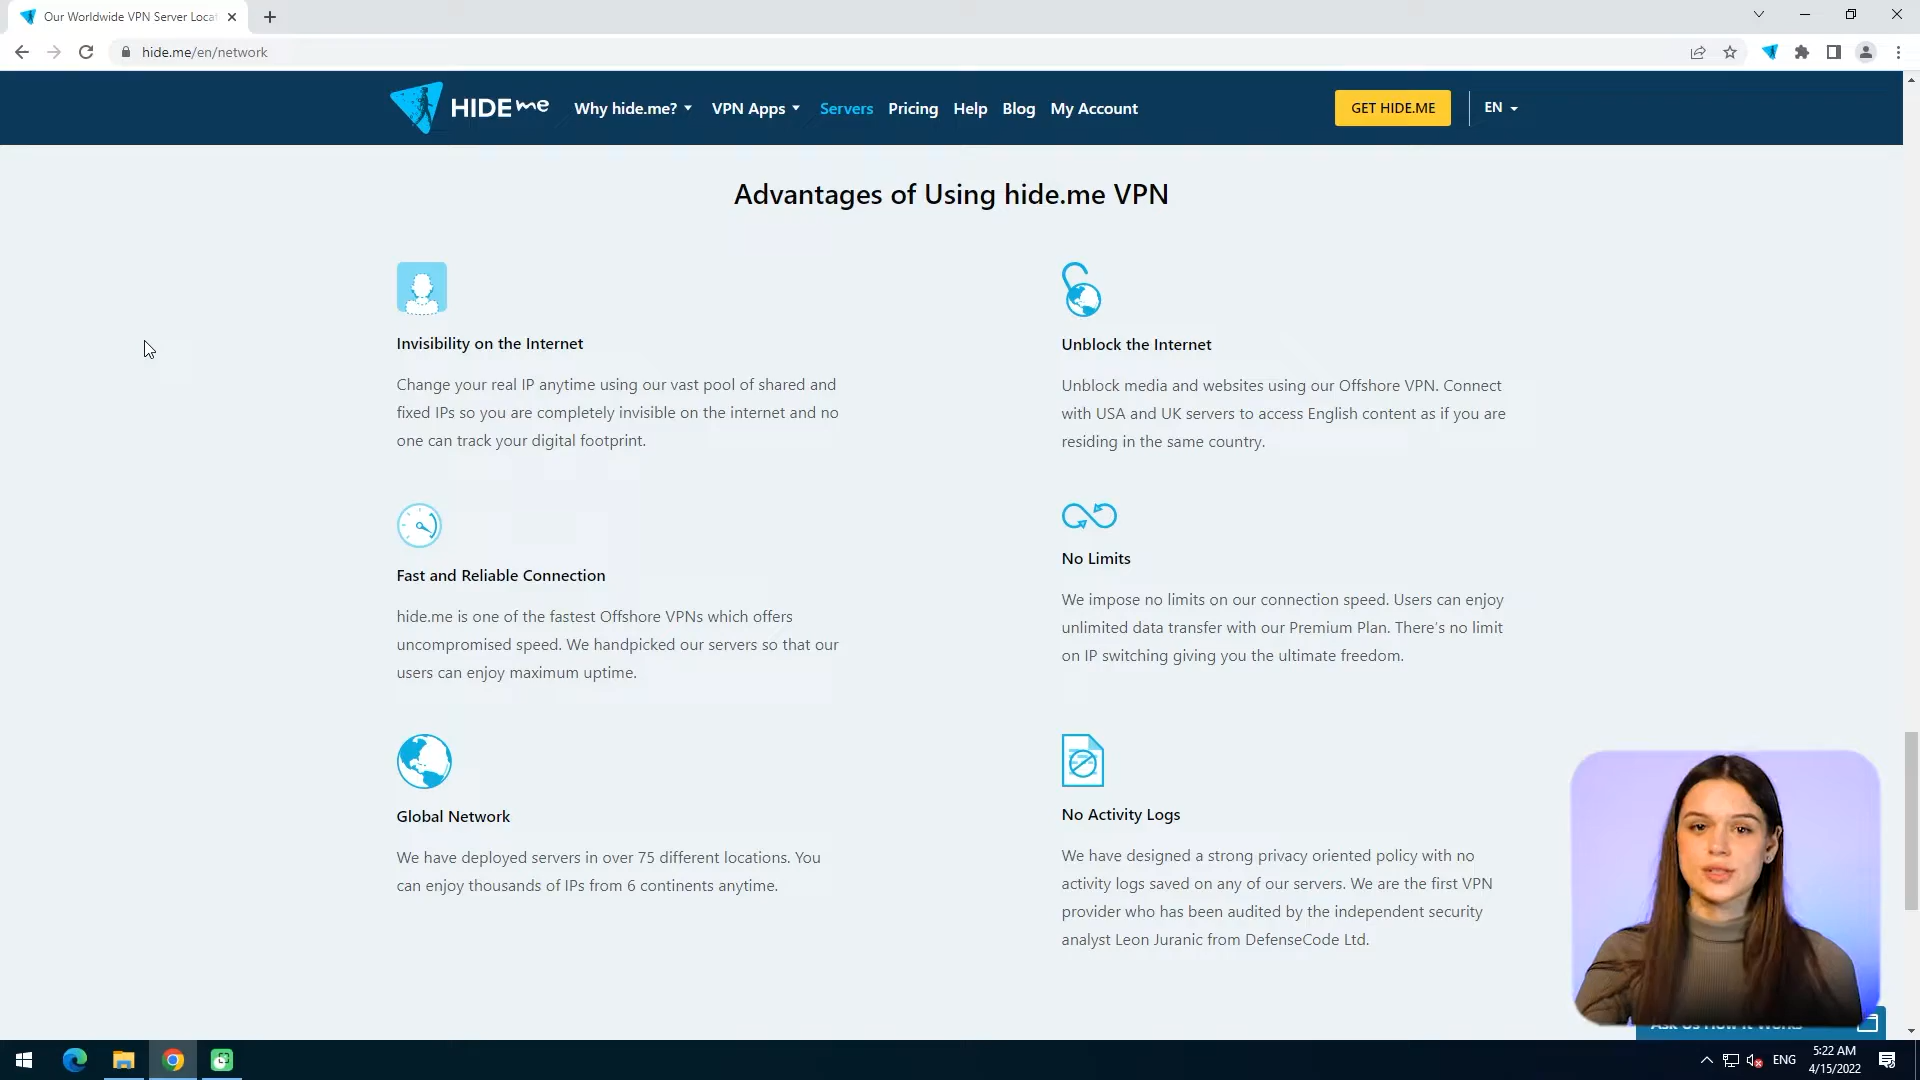 Our Worldwide VPN Server Locat
hide.me/en/network
HIDE me
Why hide.me?
VPN Apps
Servers
Pricing
Help
Blog
My Account
GET HIDE.ME
EN
Advantages of Using hide.me VPN
Invisibility on the Internet
Change your real IP anytime using our vast pool of shared and
fixed IPs so you are completely invisible on the internet and no
one can track your digital footprint.
Unblock the Internet
Unblock media and websites using our Offshore VPN. Connect
with USA and UK servers to access English content as if you are
residing in the same country.
Fast and Reliable Connection
hide.me is one of the fastest Offshore VPNs which offers
uncompromised speed. We handpicked our servers so that our
users can enjoy maximum uptime.
No Limits
We impose no limits on our connection speed. Users can enjoy
unlimited data transfer with our Premium Plan. There's no limit
on IP switching giving you the ultimate freedom.
Global Network
We have deployed servers in over 75 different locations. You
can enjoy thousands of IPs from 6 continents anytime.
No Activity Logs
We have designed a strong privacy oriented policy with no
activity logs saved on any of our servers. We are the first VPN
provider who has been audited by the independent security
analyst Leon Juranic from DefenseCode Ltd.
Ask Us How It Works
ENG
5:22 AM
4/15/2022